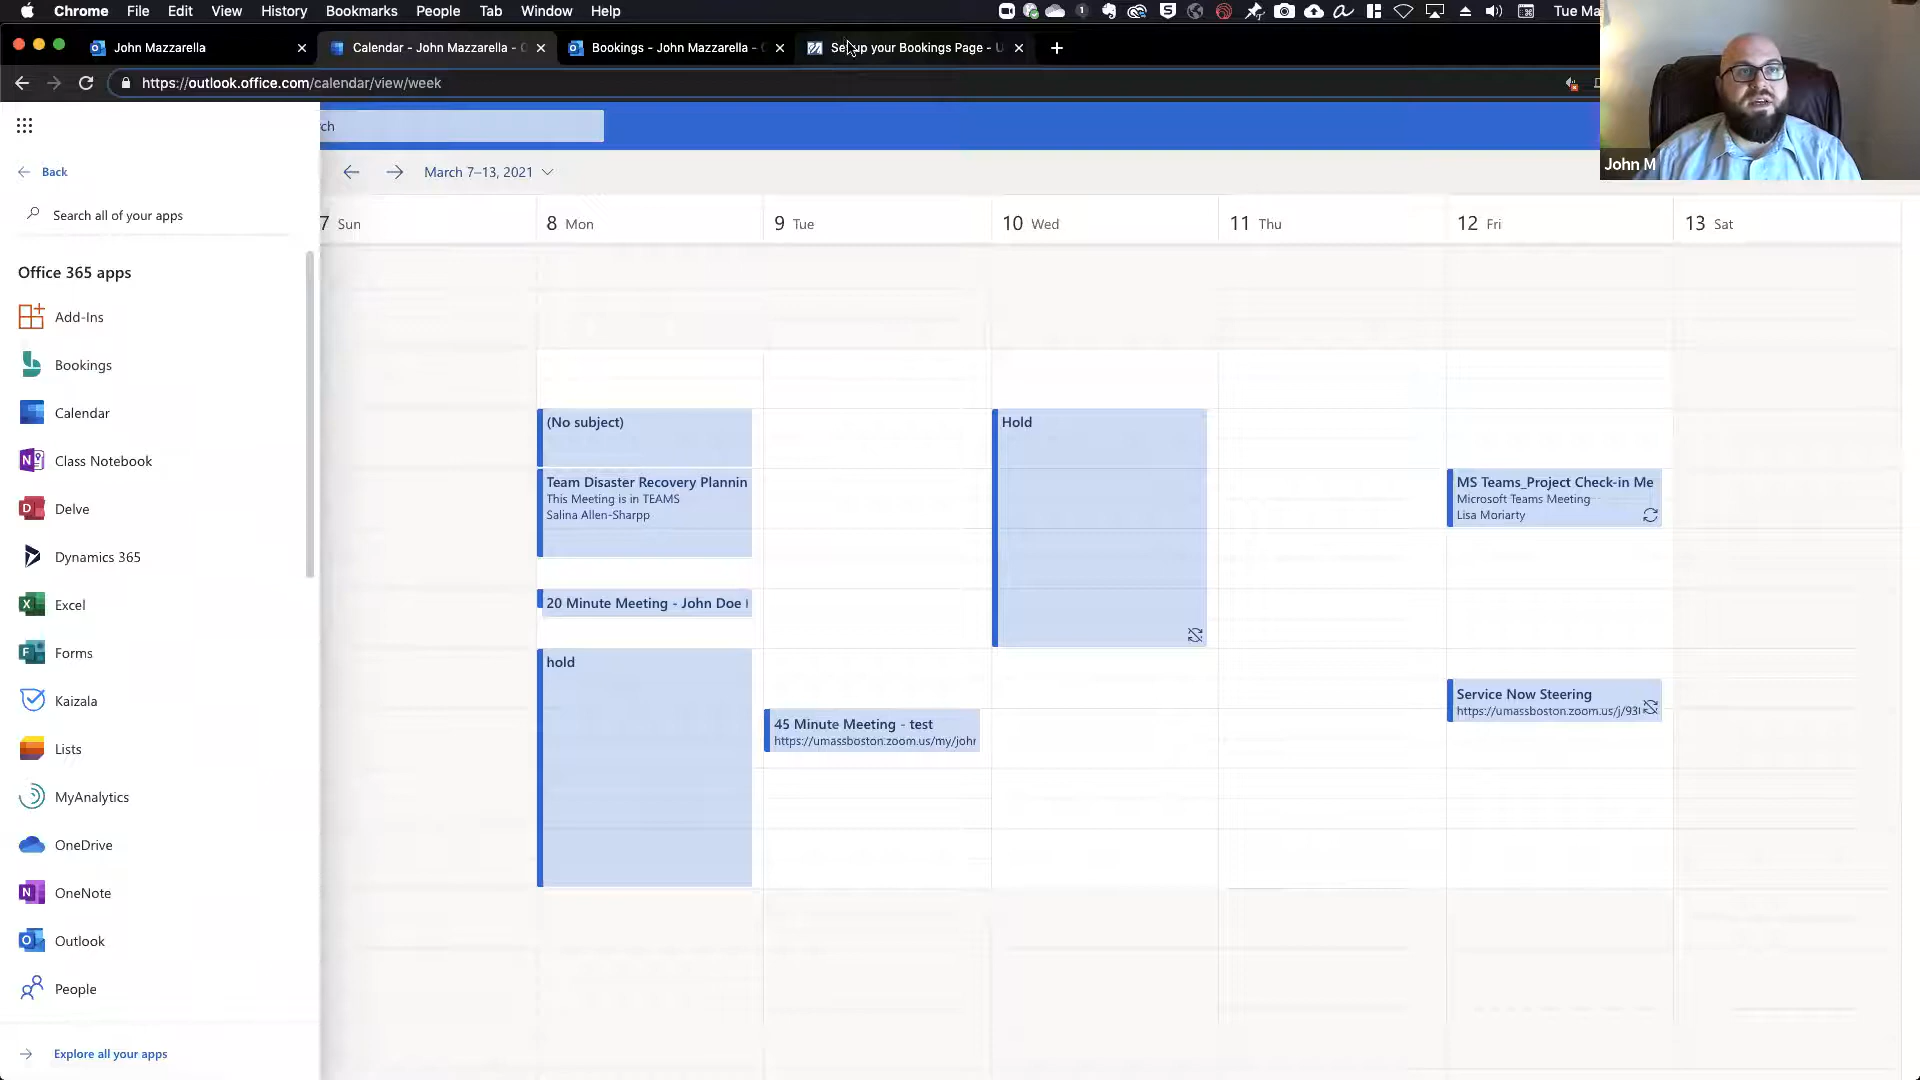 Chrome File Edit View History Bookmarks People Tab Window Help
Tue Ma
John Mazzarella
Calendar - John Mazzarella -
Bookings - John Mazzarella -
Set up your Bookings Page - U
https://outlook.office.com/calendar/view/week
John M
ch
Back
March 7–13, 2021
Search all of your apps
7 Sun
8 Mon
9 Tue
10 Wed
11 Thu
12 Fri
13 Sat
Office 365 apps
Add-Ins
Bookings
Calendar
Class Notebook
Delve
Dynamics 365
Excel
Forms
Kaizala
Lists
MyAnalytics
OneDrive
OneNote
Outlook
People
Explore all your apps
(No subject)
Team Disaster Recovery Plannin
This Meeting is in TEAMS
Salina Allen-Sharpp
20 Minute Meeting - John Doe
hold
45 Minute Meeting - test
https://umassboston.zoom.us/my/john
Hold
MS Teams_Project Check-in Me
Microsoft Teams Meeting
Lisa Moriarty
Service Now Steering
https://umassboston.zoom.us/j/93